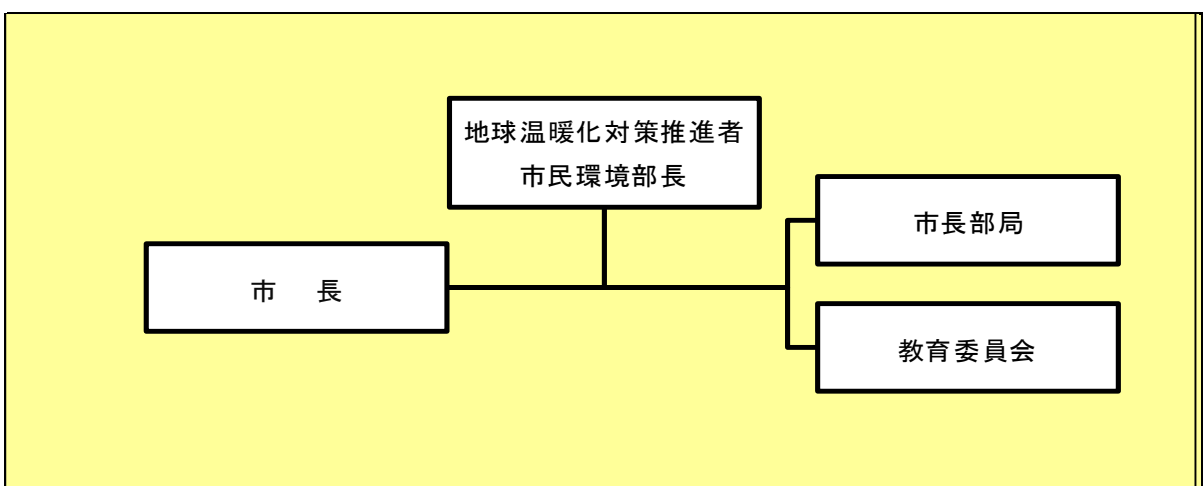 地球温暖化対策推進者
市民環境部長
市長部局
市　長
教育委員会